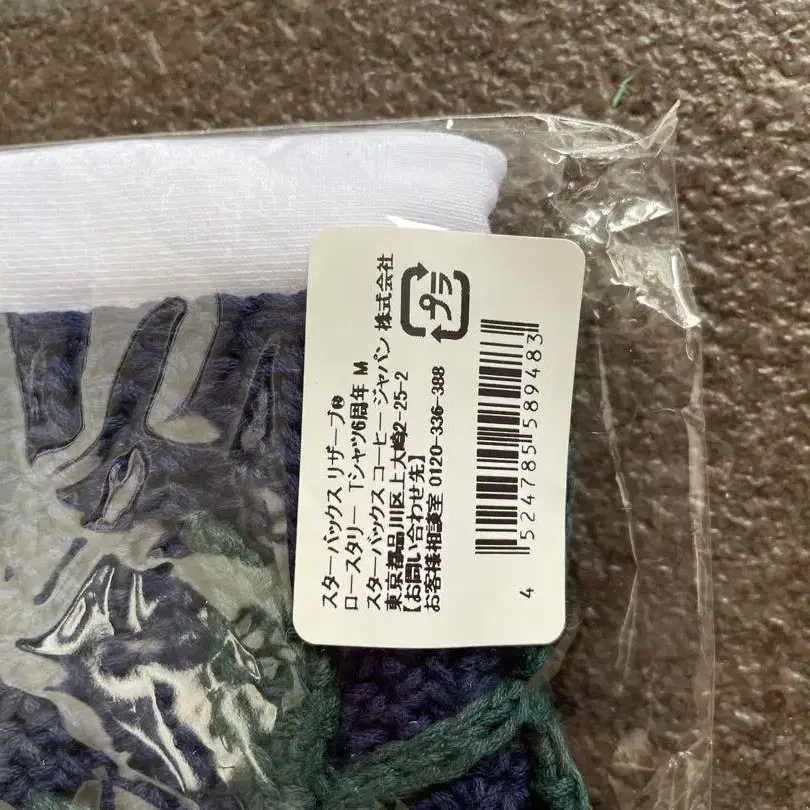 スターバックス リザーブ®
ロースタリー Tシャツ6周年 M
スターバックス コーヒー ジャパン 株式会社
東京都品川区上大崎2-25-2
【お問い合わせ先】
お客様相談室 0120-336-388
プラ
4 524785 589483